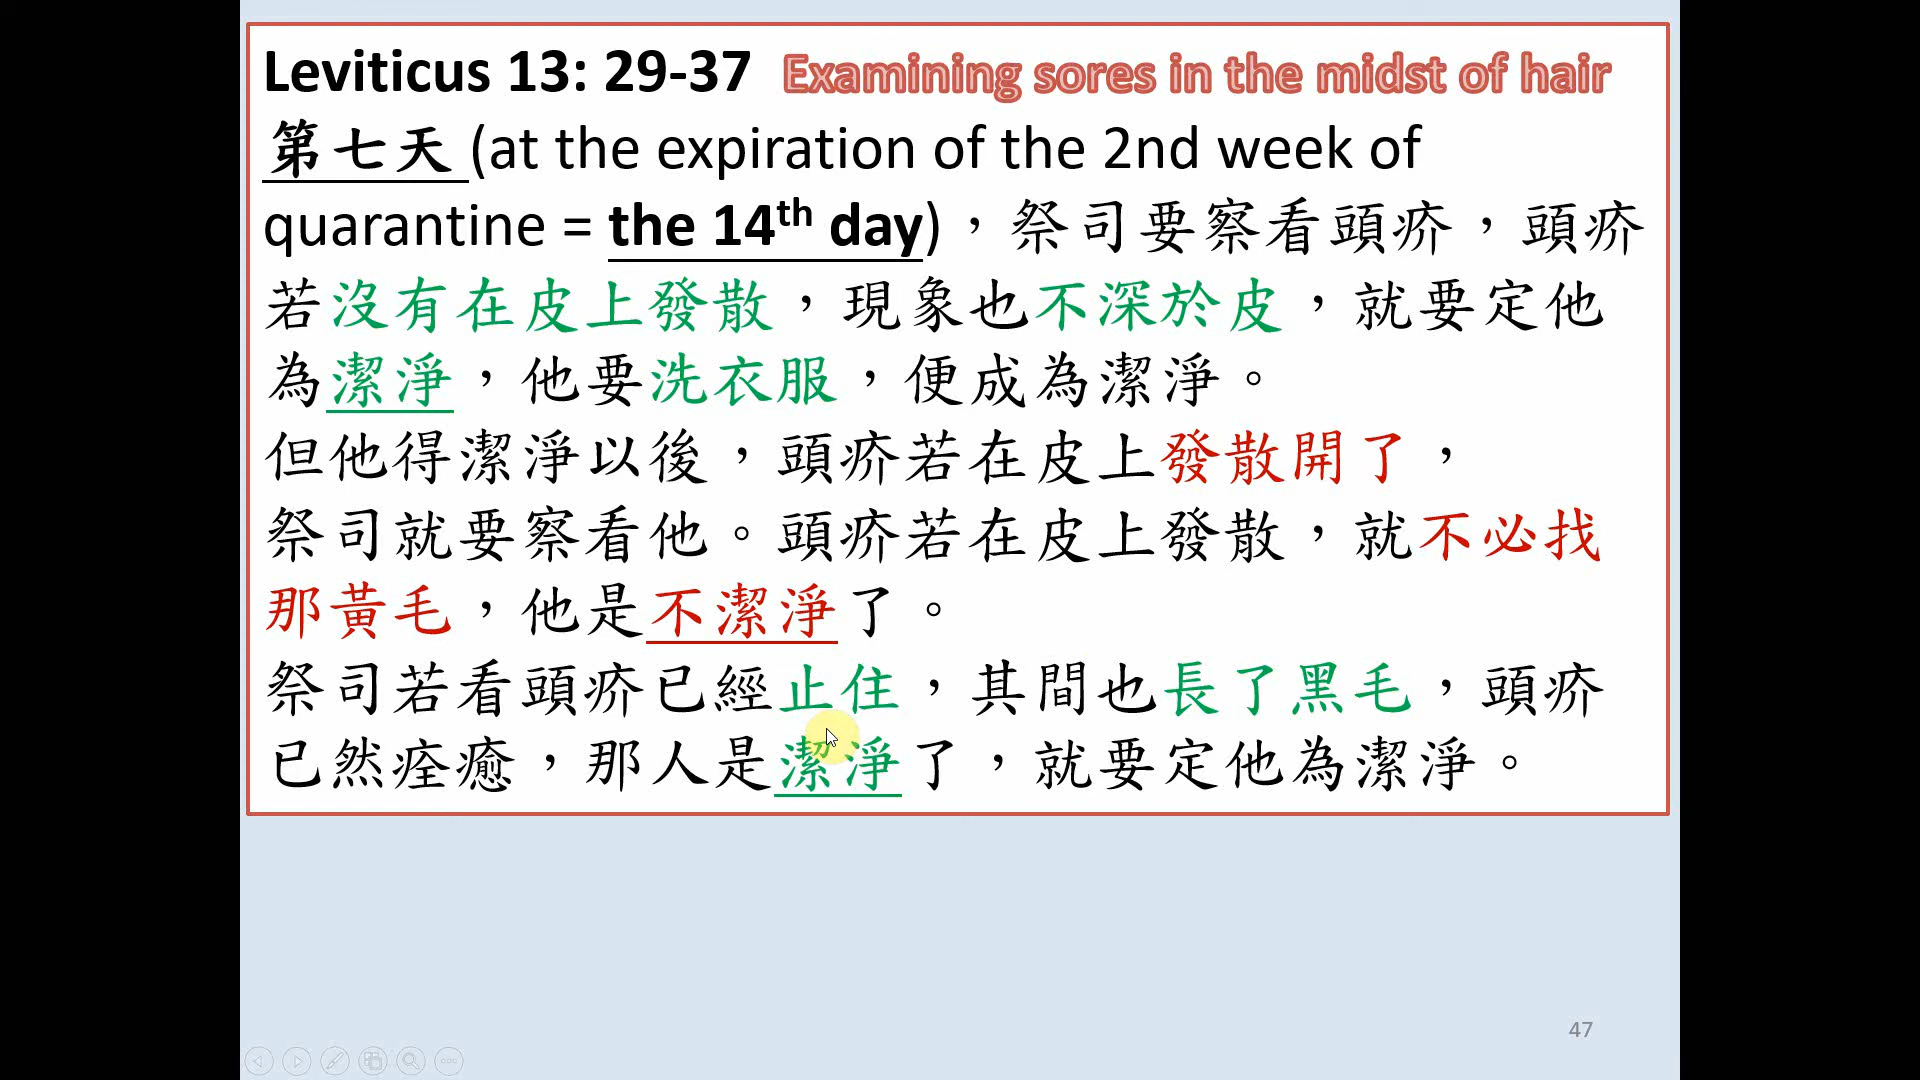 Leviticus 13: 29-37 Examining sores in the midst of hair
第七天 (at the expiration of the 2nd week of
quarantine = the 14th day)，祭司要察看頭疥，頭疥
若沒有在皮上發散，現象也不深於皮，就要定他
為潔淨，他要洗衣服，便成為潔淨。
但他得潔淨以後，頭疥若在皮上發散開了，
祭司就要察看他。頭疥若在皮上發散，就不必找
那黃毛，他是不潔淨了。
祭司若看頭疥已經止住，其間也長了黑毛，頭疥
已然痊癒，那人是潔淨了，就要定他為潔淨。
47